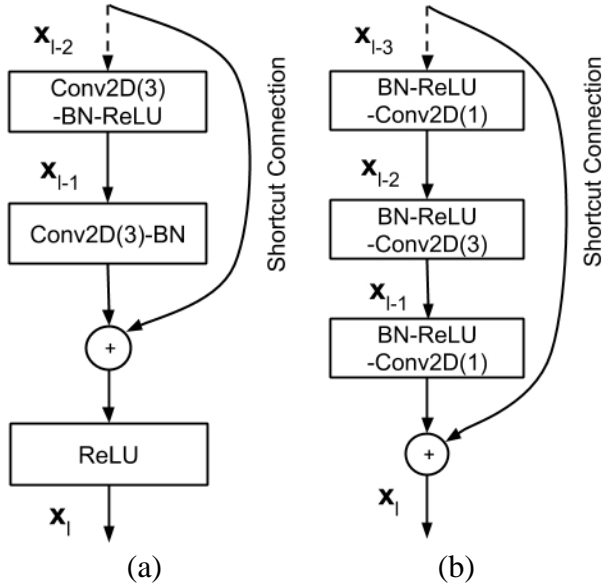 x_{l-2}
Conv2D(3)
-BN-ReLU
x_{l-1}
Conv2D(3)-BN
+
ReLU
x_l
Shortcut Connection
(a)
x_{l-3}
BN-ReLU
-Conv2D(1)
x_{l-2}
BN-ReLU
-Conv2D(3)
x_{l-1}
BN-ReLU
-Conv2D(1)
+
x_l
Shortcut Connection
(b)